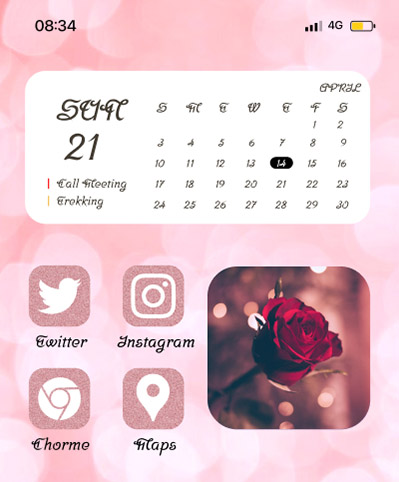 08:34
4G
APRIL
SUN
21
Call Meeting
Trekking
S M T W T F S
1 2
3 4 5 6 7 8 9
10 11 12 13 14 15 16
17 18 19 20 21 22 23
24 25 26 27 28 29 30
Twitter
Instagram
Chorme
Maps